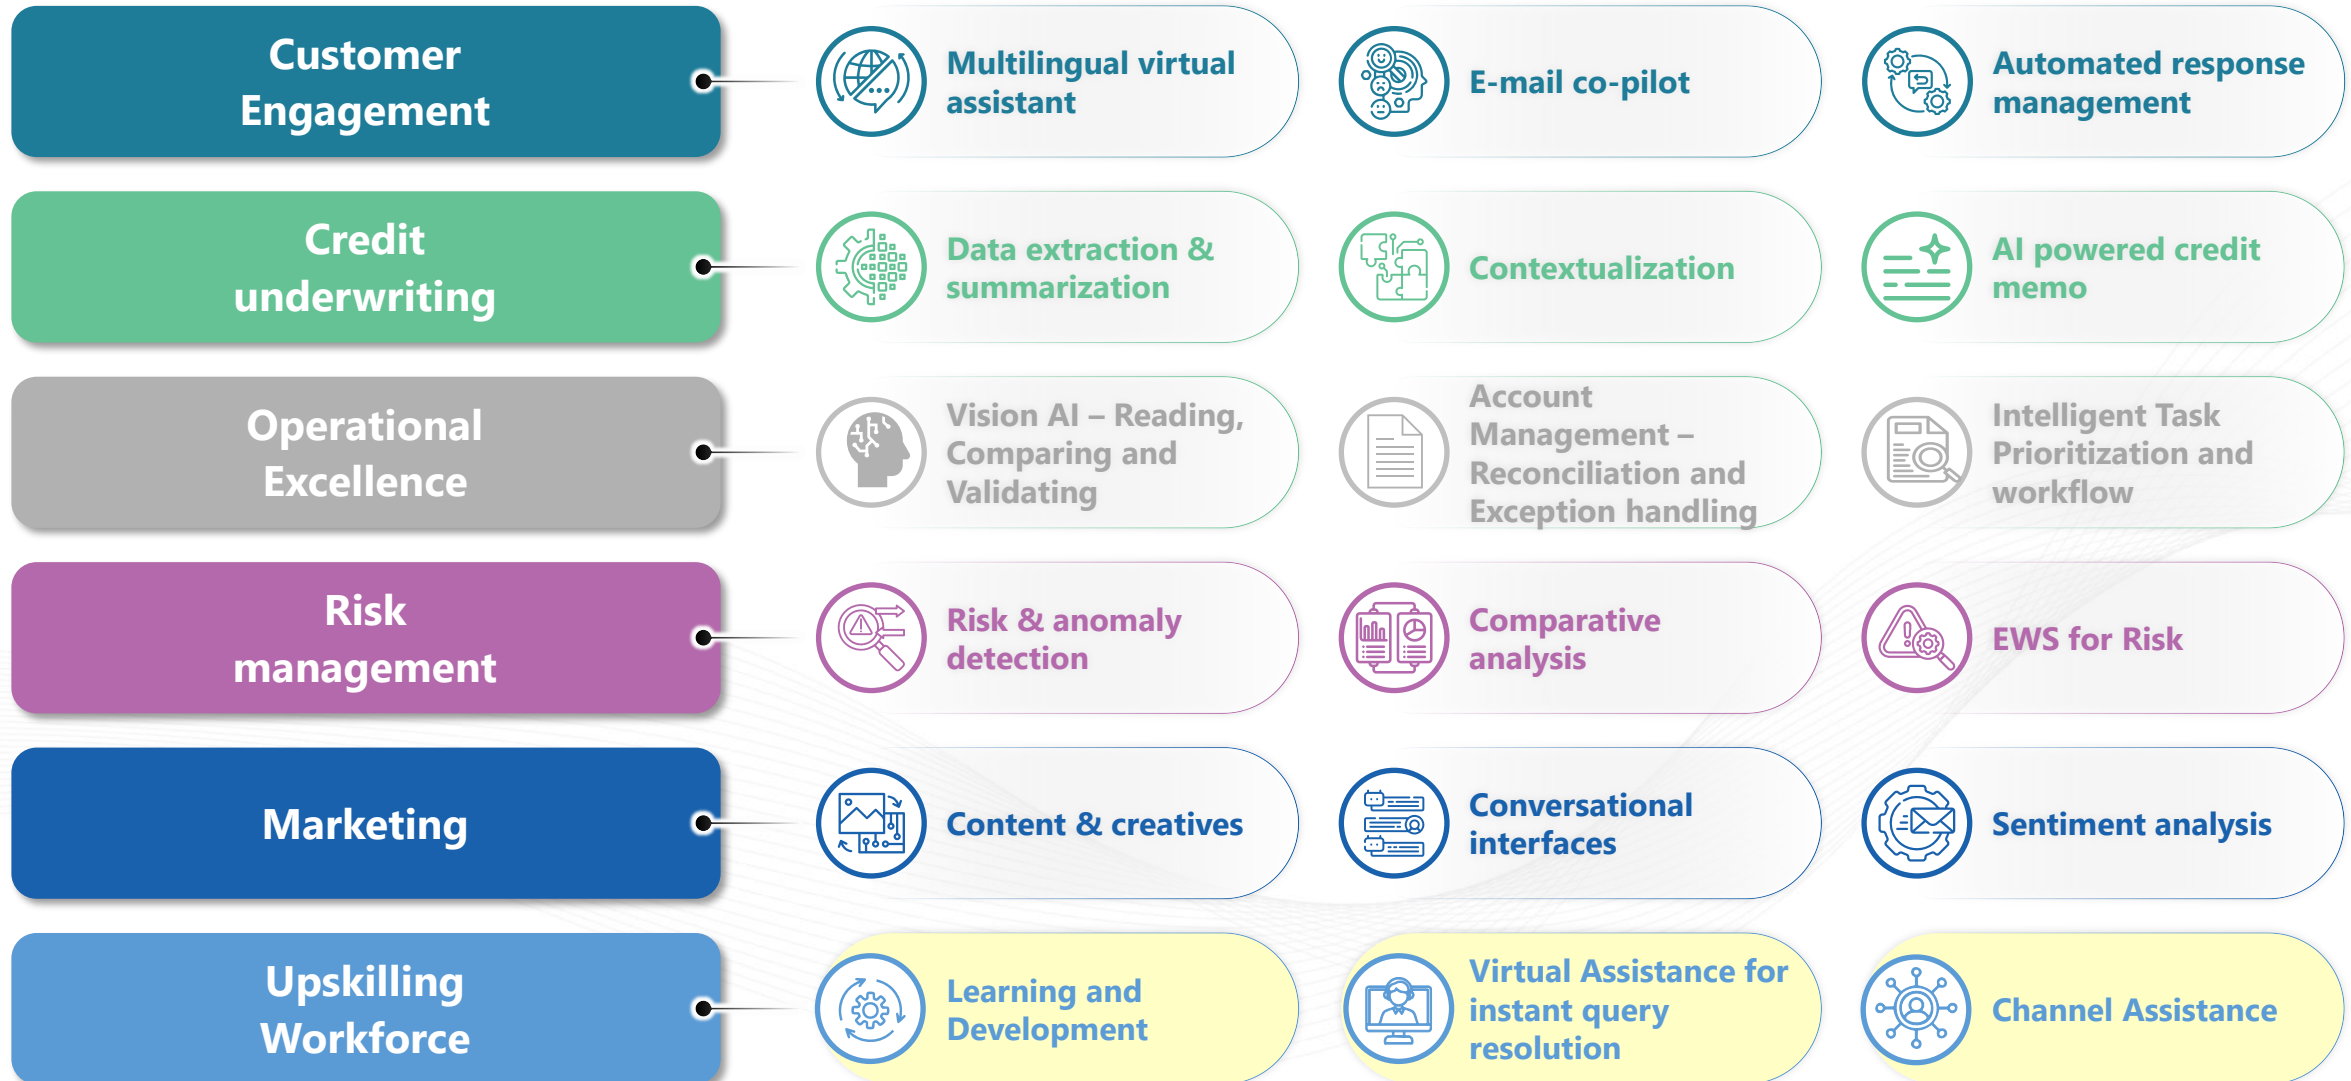 Customer
Engagement
Multilingual virtual
assistant
E-mail co-pilot
Automated response
management
Credit
underwriting
Data extraction &
summarization
Contextualization
AI powered credit
memo
Operational
Excellence
Vision AI – Reading,
Comparing and
Validating
Account
Management –
Reconciliation and
Exception handling
Intelligent Task
Prioritization and
workflow
Risk
management
Risk & anomaly
detection
Comparative
analysis
EWS for Risk
Marketing
Content & creatives
Conversational
interfaces
Sentiment analysis
Upskilling
Workforce
Learning and
Development
Virtual Assistance for
instant query
resolution
Channel Assistance